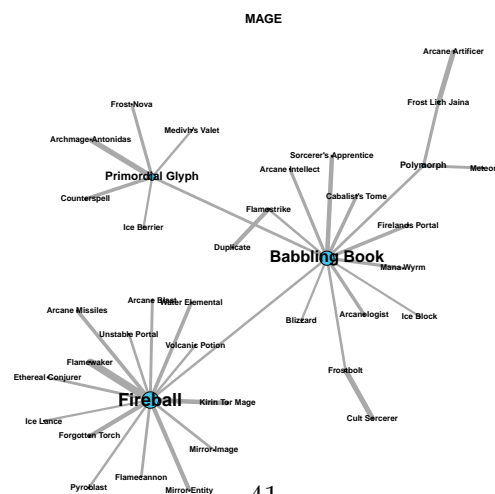 MAGE
Arcane Artificer
Frost Lich Jaina
Frost Nova
Medivh's Valet
Archmage Antonidas
Sorcerer's Apprentice
Arcane Intellect
Polymorph
Meteor
Primordial Glyph
Counterspell
Cabalist's Tome
Flamestrike
Ice Barrier
Firelands Portal
Duplicate
Babbling Book
Mana Wyrm
Arcane Blast
Water Elemental
Arcane Missiles
Blizzard
Arcanologist
Ice Block
Unstable Portal
Volcanic Potion
Flamewaker
Ethereal Conjurer
Frostbolt
Fireball
Kirin Tor Mage
Ice Lance
Cult Sorcerer
Forgotten Torch
Mirror Image
Flamecannon
Pyroblast
Mirror Entity
41